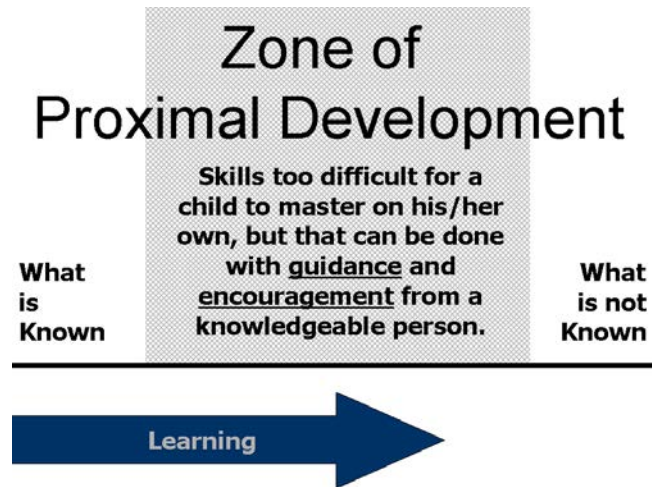 Zone of
Proximal Development
Skills too difficult for a
child to master on his/her
own, but that can be done
with guidance and
encouragement from a
knowledgeable person.
What
is
Known
What
is not
Known
Learning